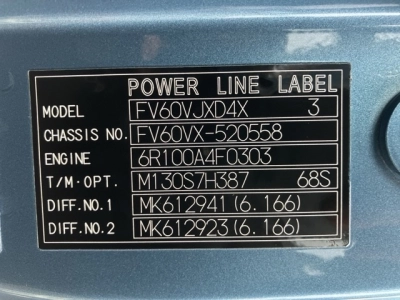 POWER LINE LABEL
MODEL FV60VJXD4X 3
CHASSIS NO. FV60VX-520558
ENGINE 6R100A4F0303
T/M·OPT. M130S7H387 68S
DIFF.NO.1 MK612941(6.166)
DIFF.NO.2 MK612923(6.166)